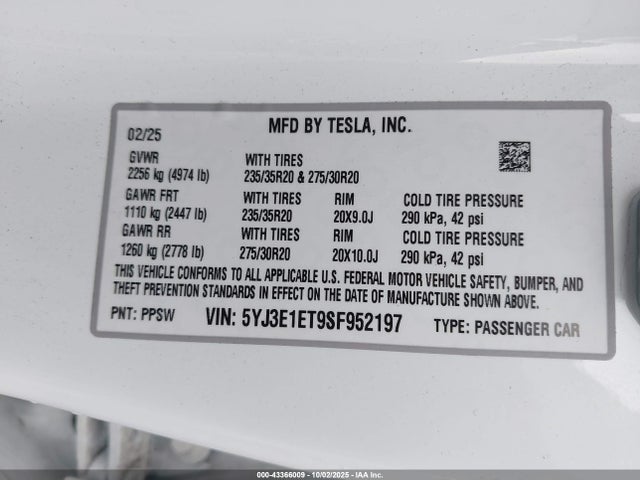 02/25 MFD BY TESLA, INC.
GVWR WITH TIRES
2256 kg (4974 lb) 235/35R20 & 275/30R20
GAWR FRT WITH TIRES RIM COLD TIRE PRESSURE
1110 kg (2447 lb) 235/35R20 20X9.0J 290 kPa, 42 psi
GAWR RR WITH TIRES RIM COLD TIRE PRESSURE
1260 kg (2778 lb) 275/30R20 20X10.0J 290 kPa, 42 psi
THIS VEHICLE CONFORMS TO ALL APPLICABLE U.S. FEDERAL MOTOR VEHICLE SAFETY, BUMPER, AND
THEFT PREVENTION STANDARDS IN EFFECT ON THE DATE OF MANUFACTURE SHOWN ABOVE.
PNT: PPSW VIN: 5YJ3E1ET9SF952197 TYPE: PASSENGER CAR
000-43366009 - 10/02/2025 - IAA Inc.